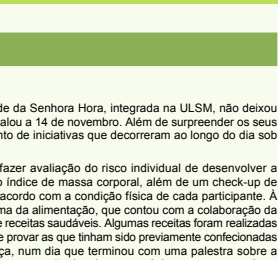 de da Senhora Hora, integrada na ULSM, não deixou
alou a 14 de novembro. Além de surpreender os seus
nto de iniciativas que decorreram ao longo do dia sob
fazer avaliação do risco individual de desenvolver a
o índice de massa corporal, além de um check-up de
acordo com a condição física de cada participante. À
ma da alimentação, que contou com a colaboração da
e receitas saudáveis. Algumas receitas foram realizadas
e provar as que tinham sido previamente confecionadas
ça, num dia que terminou com uma palestra sobre a